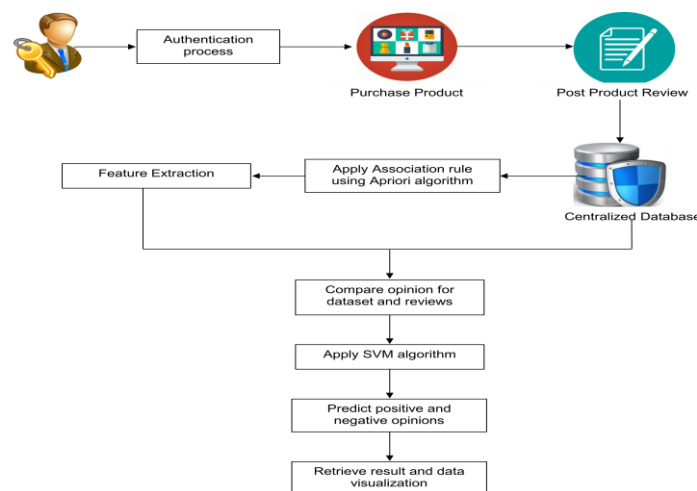 Authentication
process
Purchase Product
Post Product Review
Feature Extraction
Apply Association rule
using Apriori algorithm
Centralized Database
Compare opinion for
dataset and reviews
Apply SVM algorithm
Predict positive and
negative opinions
Retrieve result and data
visualization